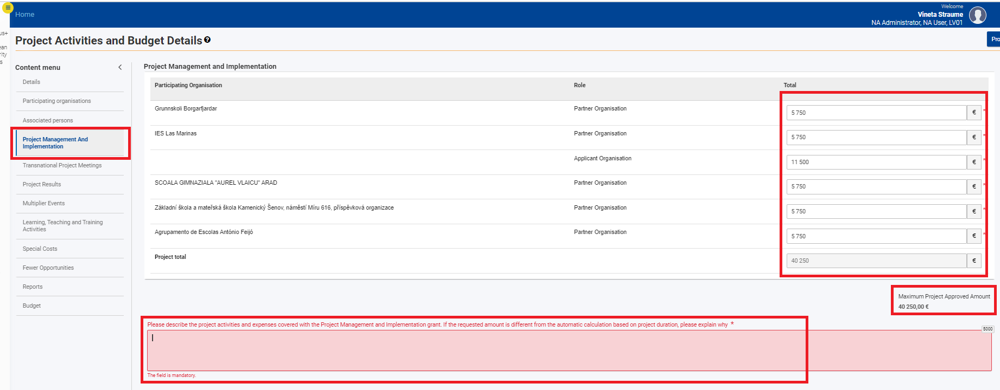 Home
Welcome
Vineta Straume
NA Administrator, NA User, LV01
us+
ean
rity
s
Project Activities and Budget Details
Pro
Content menu
Details
Participating organisations
Associated persons
Project Management And
Implementation
Transnational Project Meetings
Project Results
Multiplier Events
Learning, Teaching and Training
Activities
Special Costs
Fewer Opportunities
Reports
Budget
Project Management and Implementation
Participating Organisation Role Total
Grunnskoli Borgarfjardar Partner Organisation 5 750 € *
IES Las Marinas Partner Organisation 5 750 € *
Applicant Organisation 11 500 € *
SCOALA GIMNAZIALA "AUREL VLAICU" ARAD Partner Organisation 5 750 € *
Základní škola a mateřská škola Kamenický Šenov, náměstí Míru 616, příspěvková organizace Partner Organisation 5 750 € *
Agrupamento de Escolas António Feijó Partner Organisation 5 750 € *
Project total 40 250 €
Maximum Project Approved Amount
40 250,00 €
Please describe the project activities and expenses covered with the Project Management and Implementation grant. If the requested amount is different from the automatic calculation based on project duration, please explain why *
5000
The field is mandatory.